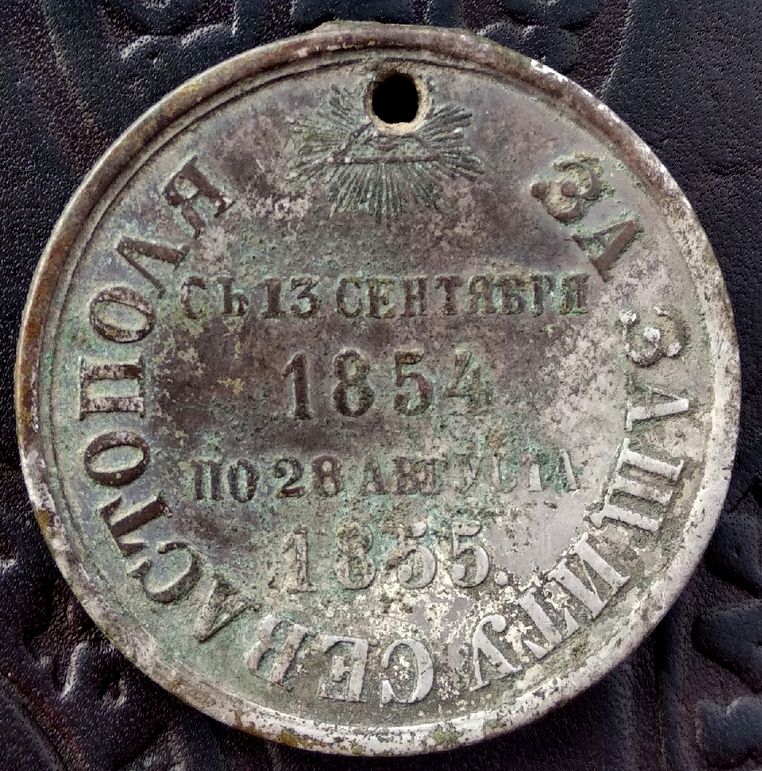 ЗА ЗАЩИТУ СЕВАСТОПОЛЯ
СЪ 13 СЕНТЯБРЯ
1854
ПО 28 АВГУСТА
1855.